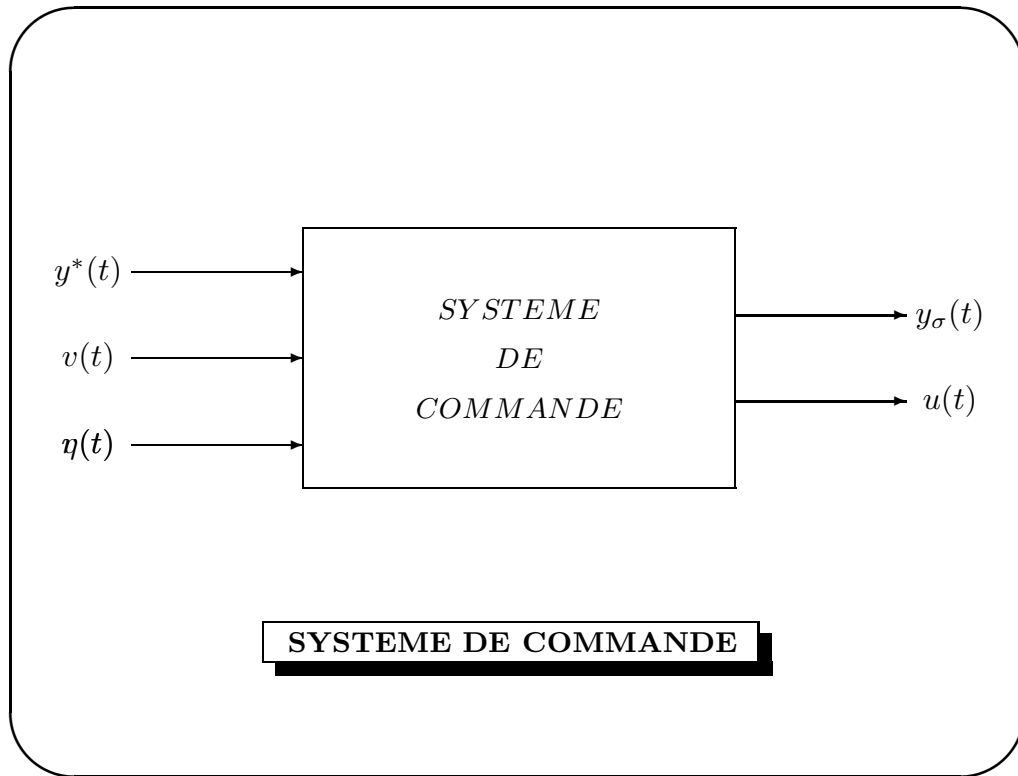 y*(t)
v(t)
η(t)
SYSTEME
DE
COMMANDE
y_σ(t)
u(t)
SYSTEME DE COMMANDE